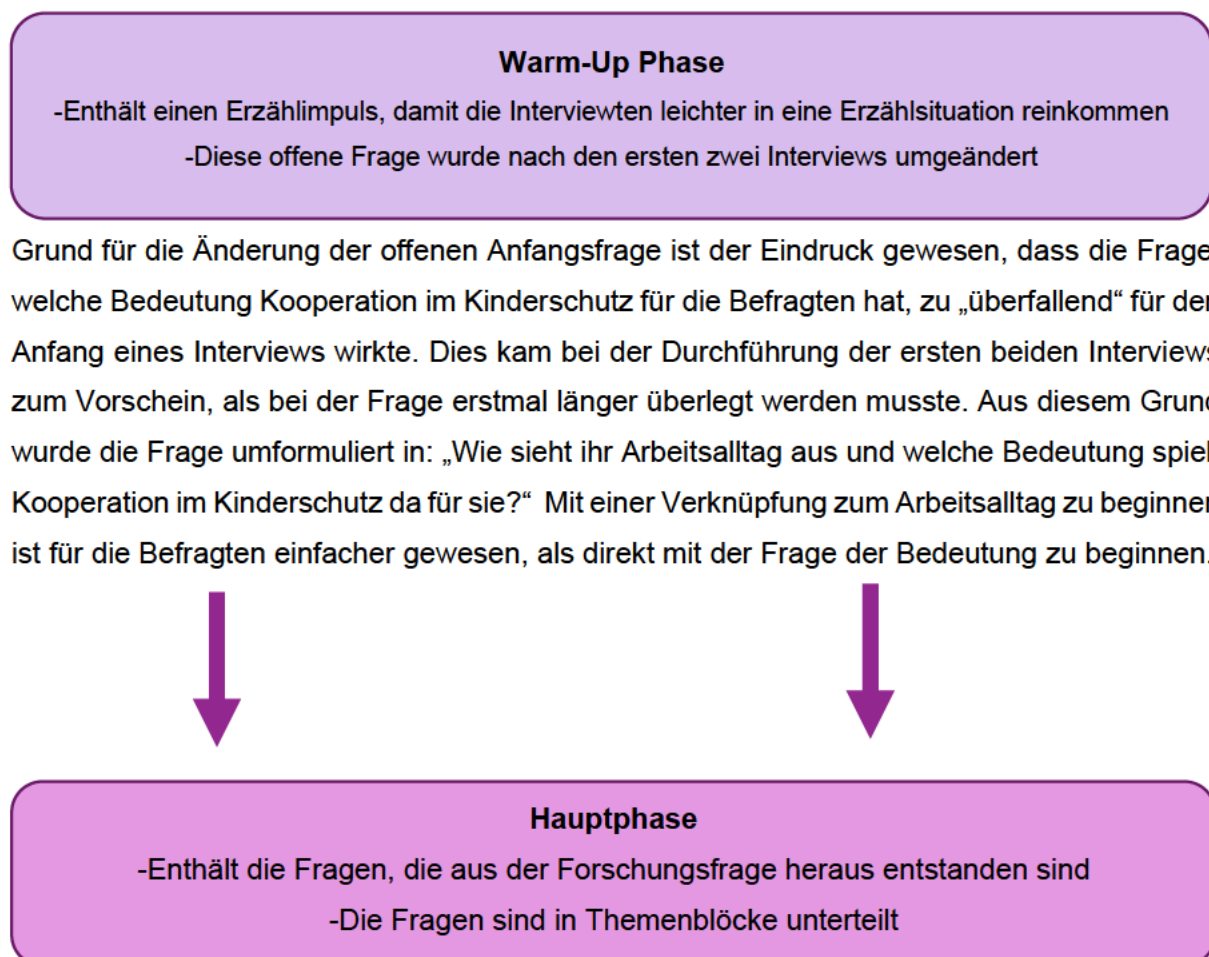 Warm-Up Phase
-Enthält einen Erzählimpuls, damit die Interviewten leichter in eine Erzählsituation reinkommen
-Diese offene Frage wurde nach den ersten zwei Interviews umgeändert
Grund für die Änderung der offenen Anfangsfrage ist der Eindruck gewesen, dass die Frage
welche Bedeutung Kooperation im Kinderschutz für die Befragten hat, zu „überfallend“ für den
Anfang eines Interviews wirkte. Dies kam bei der Durchführung der ersten beiden Interviews
zum Vorschein, als bei der Frage erstmal länger überlegt werden musste. Aus diesem Grund
wurde die Frage umformuliert in: „Wie sieht ihr Arbeitsalltag aus und welche Bedeutung spiel
Kooperation im Kinderschutz da für sie?“ Mit einer Verknüpfung zum Arbeitsalltag zu beginnen
ist für die Befragten einfacher gewesen, als direkt mit der Frage der Bedeutung zu beginnen.
Hauptphase
-Enthält die Fragen, die aus der Forschungsfrage heraus entstanden sind
-Die Fragen sind in Themenblöcke unterteilt